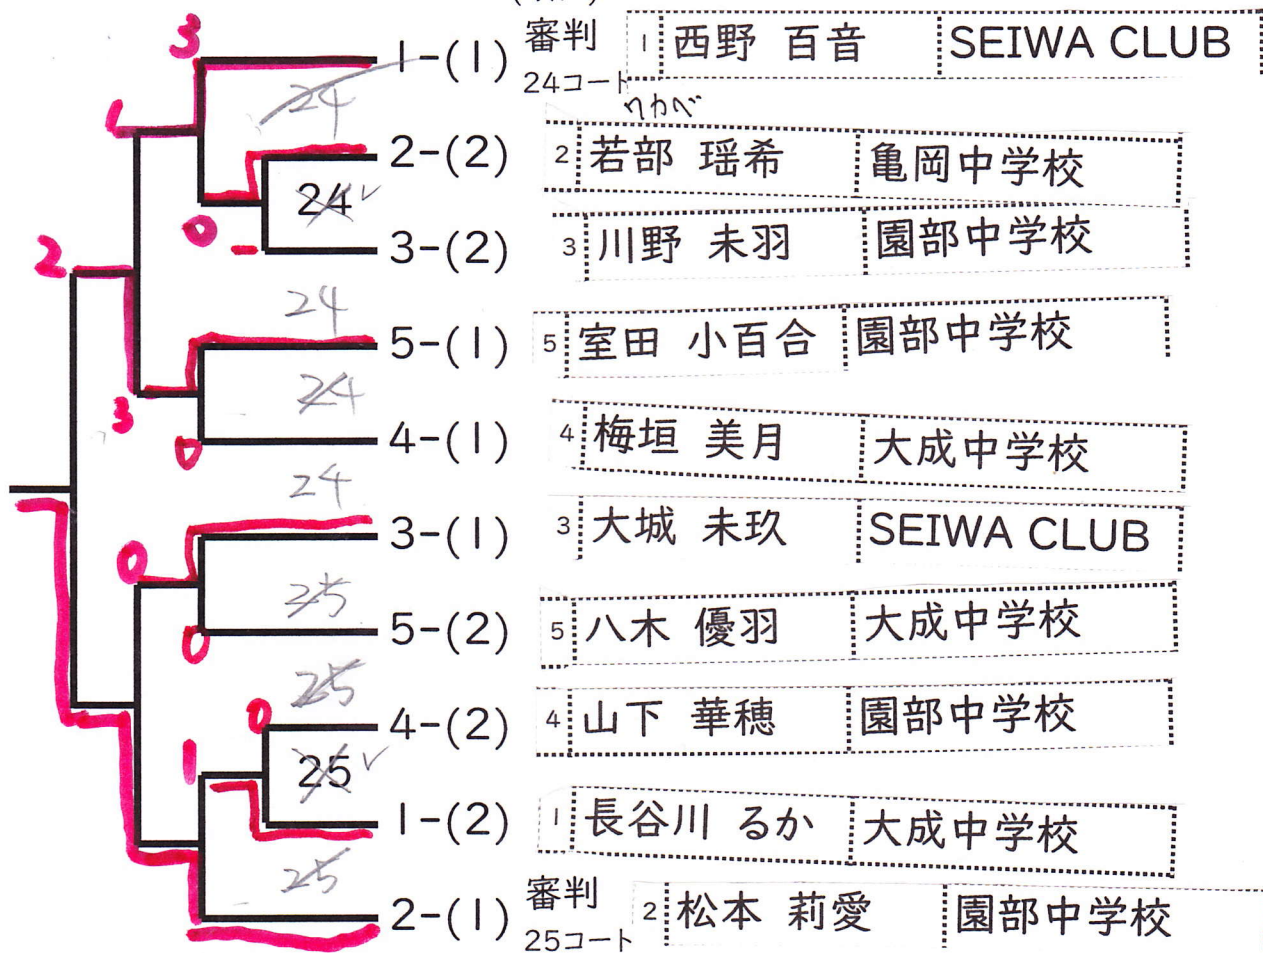 3
1-(1) 審判 1 西野 百音 SEIWA CLUB
24コート
24
1
ワカベ
2-(2) 2 若部 瑶希 亀岡中学校
24
0
3-(2) 3 川野 未羽 園部中学校
2
24
5-(1) 5 室田 小百合 園部中学校
24
3
0 4-(1) 4 梅垣 美月 大成中学校
24
3-(1) 3 大城 未玖 SEIWA CLUB
0
25
0 5-(2) 5 八木 優羽 大成中学校
25
0 4-(2) 4 山下 華穂 園部中学校
1
25
1-(2) 1 長谷川 るか 大成中学校
25
2-(1) 審判 2 松本 莉愛 園部中学校
25コート